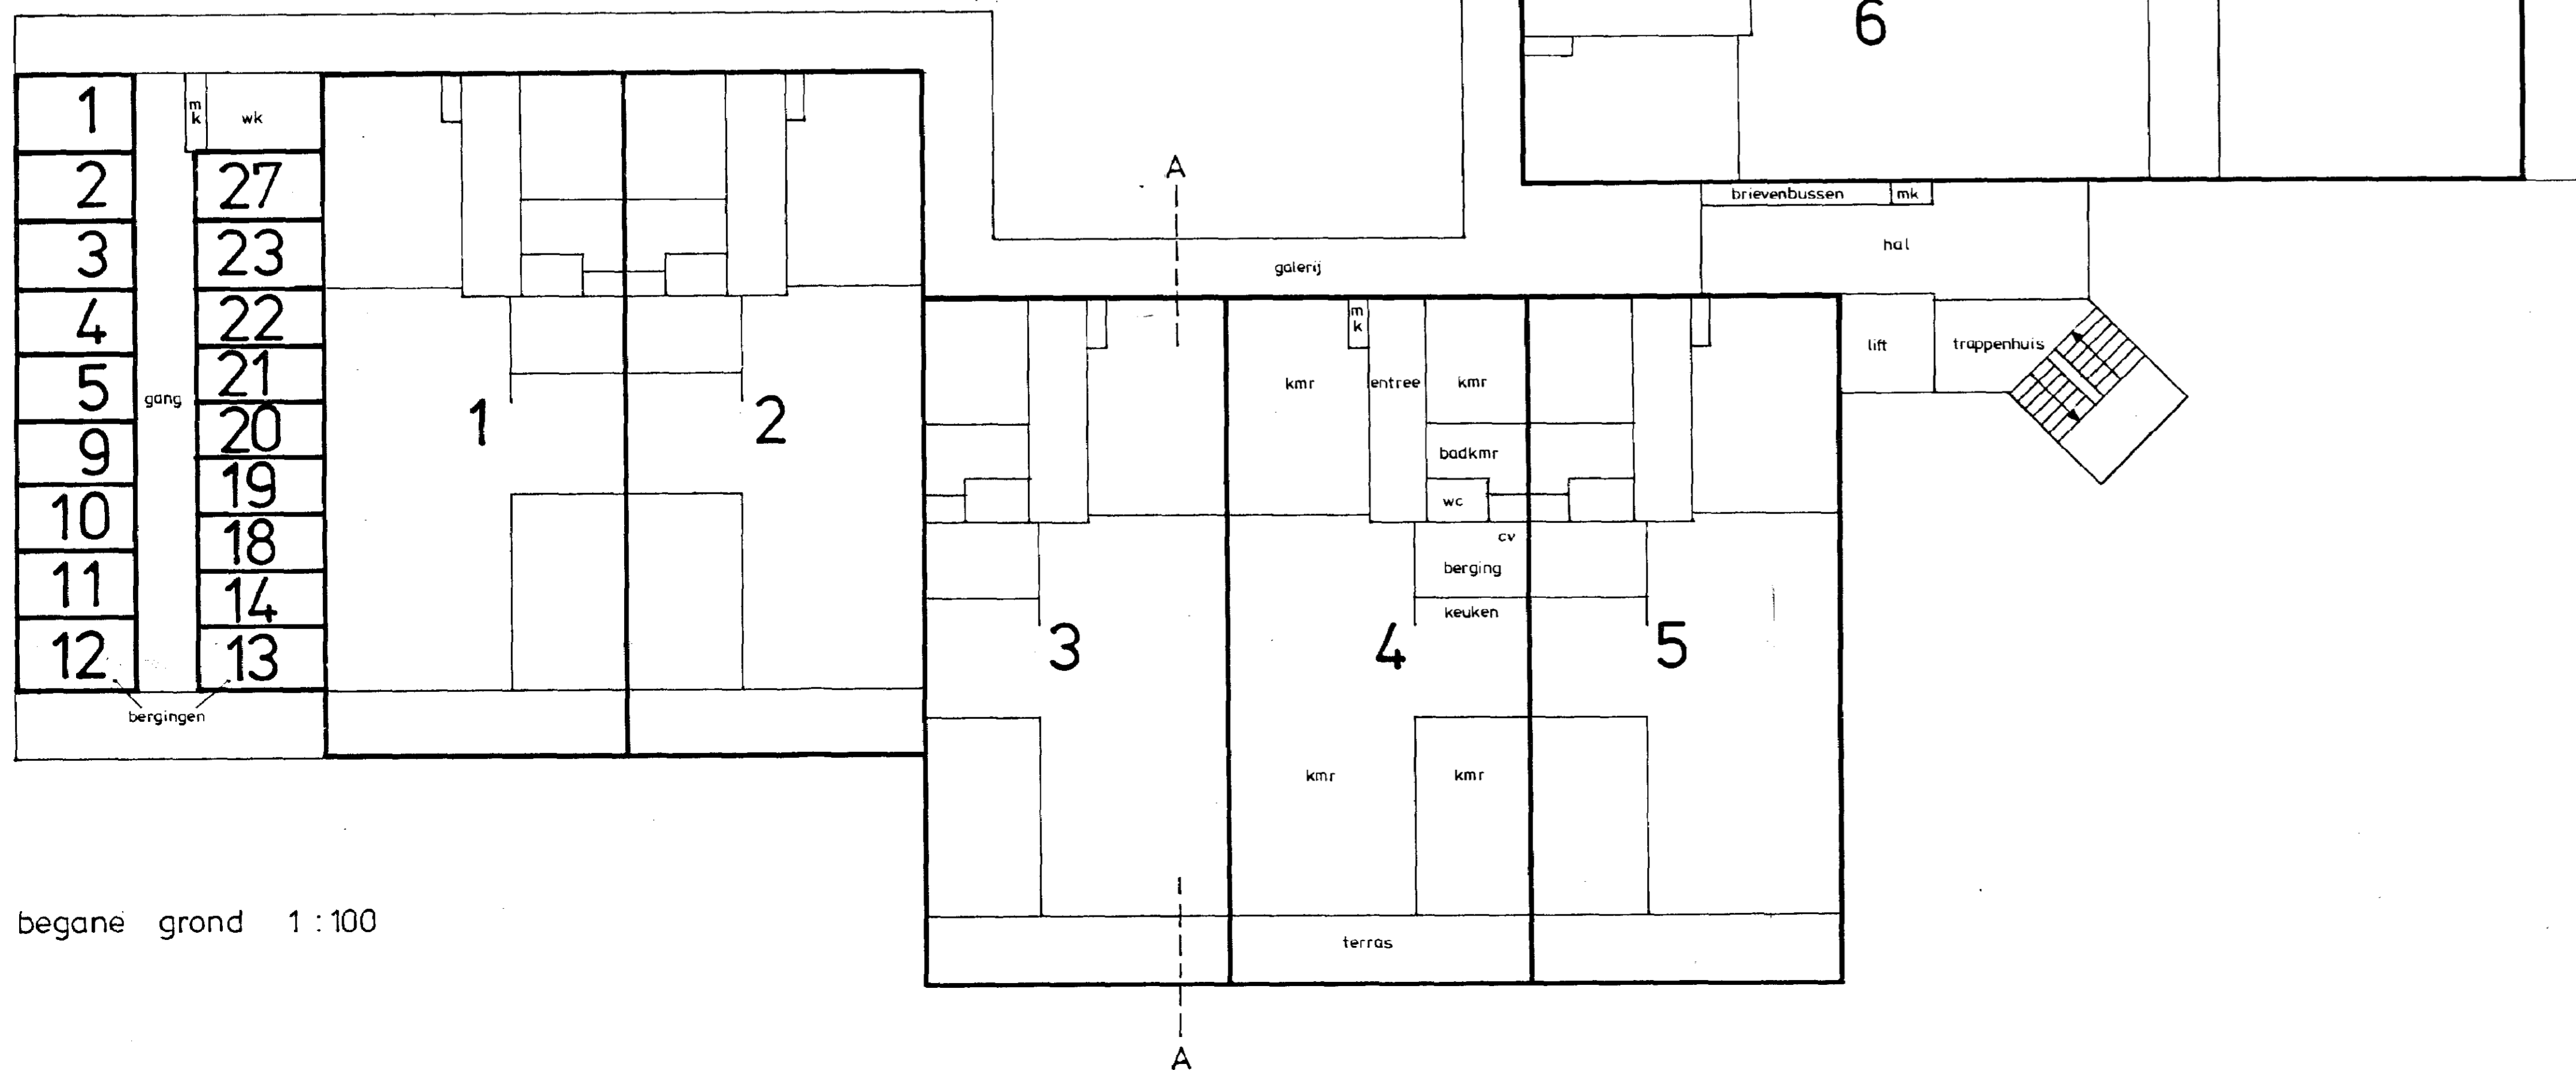 6
1
m
k
wk
2
27
3
23
4
22
5
21
gang
9
20
10
19
11
18
12
14
13
bergingen
1
2
A
brievenbussen
mk
hal
galerij
lift
trappenhuis
kmr
m
k
entree
kmr
badkmr
wc
cv
berging
keuken
3
4
5
kmr
kmr
terras
A
begane grond 1 : 100